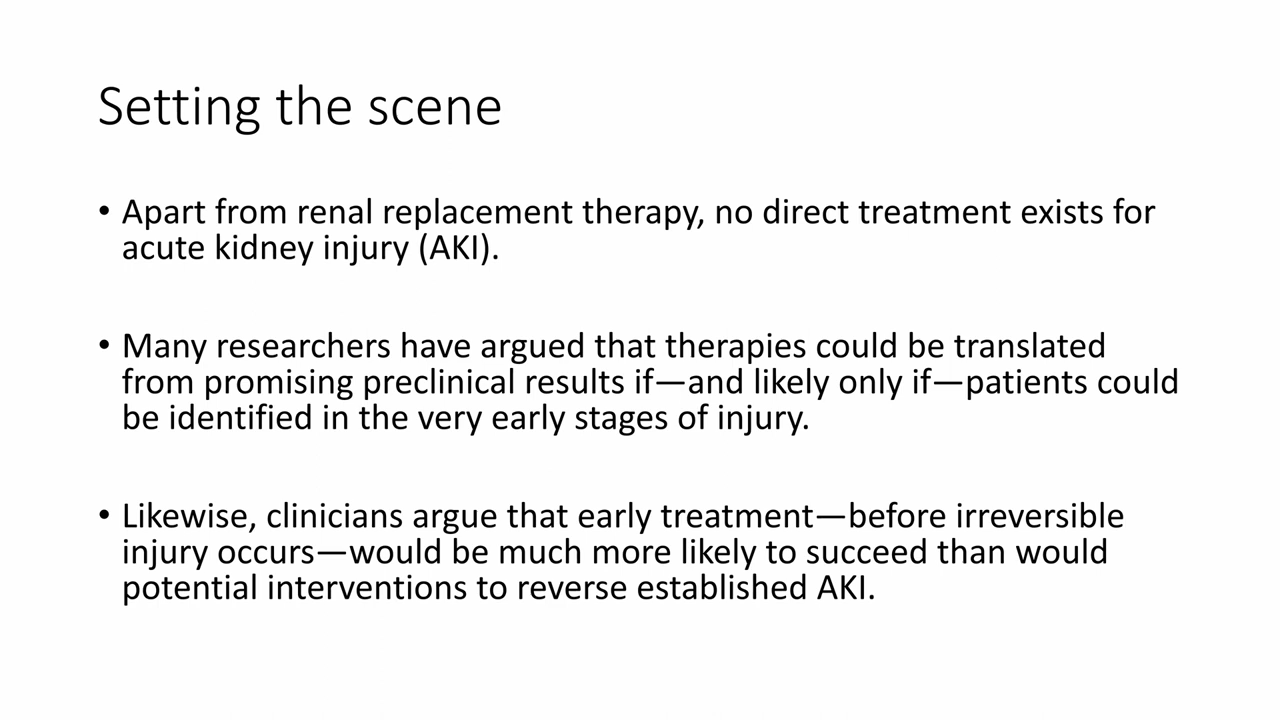 Setting the scene
• Apart from renal replacement therapy, no direct treatment exists for
acute kidney injury (AKI).
• Many researchers have argued that therapies could be translated
from promising preclinical results if—and likely only if—patients could
be identified in the very early stages of injury.
• Likewise, clinicians argue that early treatment—before irreversible
injury occurs—would be much more likely to succeed than would
potential interventions to reverse established AKI.